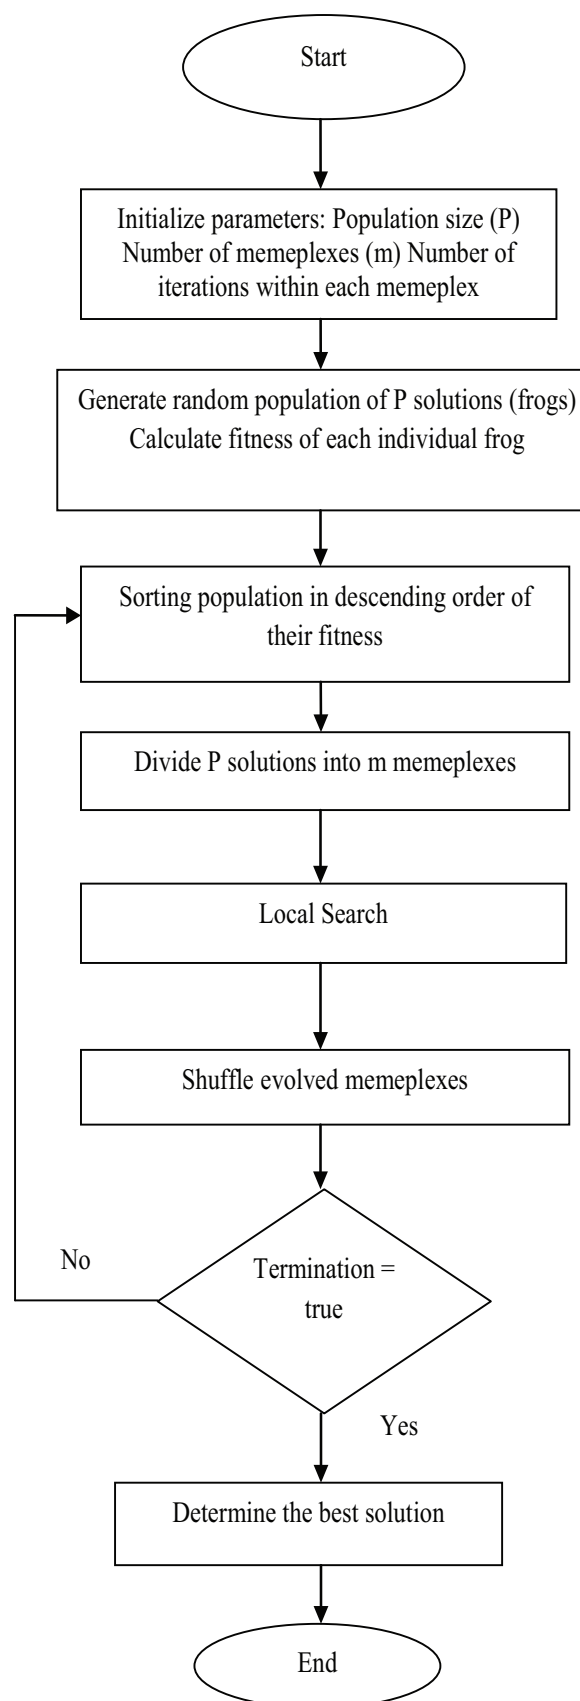 Start
Initialize parameters: Population size (P)
Number of memeplexes (m) Number of
iterions within each memeplex
Generate random population of P solutions (frogs)
Calculate fitness of each individual frog
Sorting population in descending order of
their fitness
Divide P solutions into m memeplexes
Local Search
Shuffle evolved memeplexes
No
Termination =
true
Yes
Determine the best solution
End